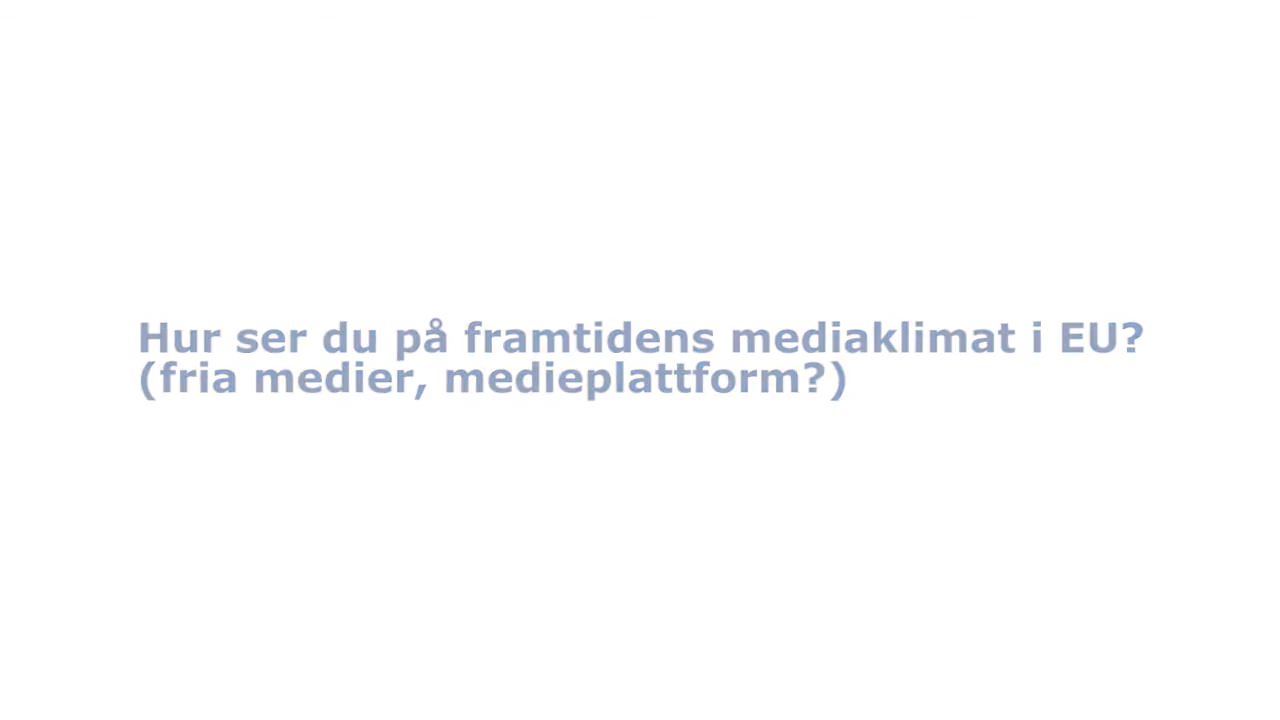 Hur ser du på framtidens mediaklimat i EU?
(fria medier, medieplattform?)